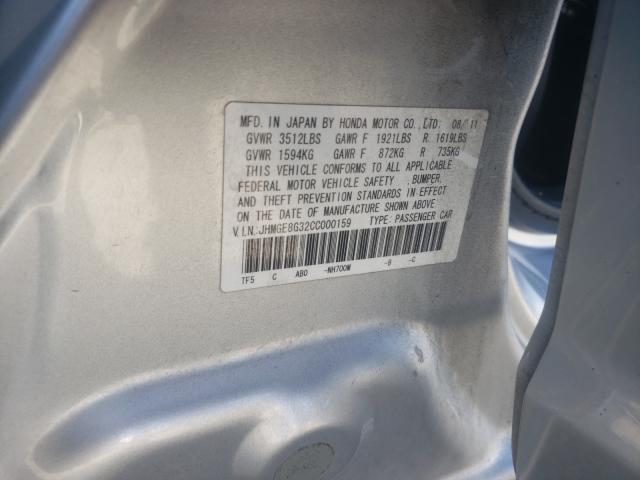 MFD. IN JAPAN BY HONDA MOTOR CO.,LTD. 11
GVWR 3512LBS GAWR F 1921LBS R 1619LBS
GVWR 1594KG GAWR F 872KG R 735KG
THIS VEHICLE CONFORMS TO ALL APPLICABLE
FEDERAL MOTOR VEHICLE SAFETY ,BUMPER,
AND THEFT PREVENTION STANDARDS IN EFFECT
ON THE DATE OF MANUFACTURE SHOWN ABOVE
V.I.N:JHMGE8G32CC000159 TYPE: PASSENGER CAR
TF5 C AB0 -NH700M -B -C